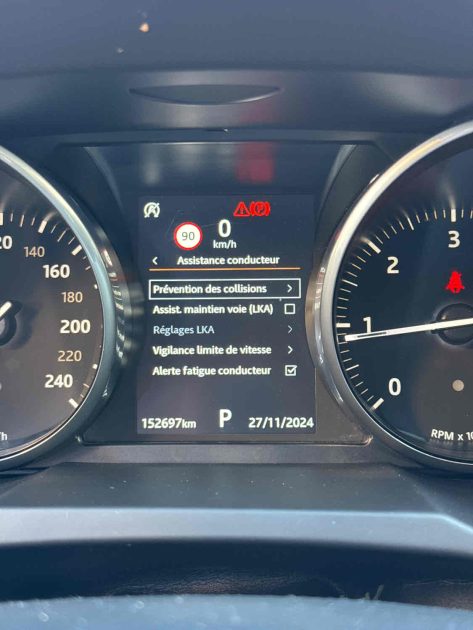 90
0
km/h
Assistance conducteur
Prévention des collisions
Assist. maintien voie (LKA)
Réglages LKA
Vigilance limite de vitesse
Alerte fatigue conducteur
152697km
P
27/11/2024
140
160
180
200
220
240
3
2
1
0
RPM x 10